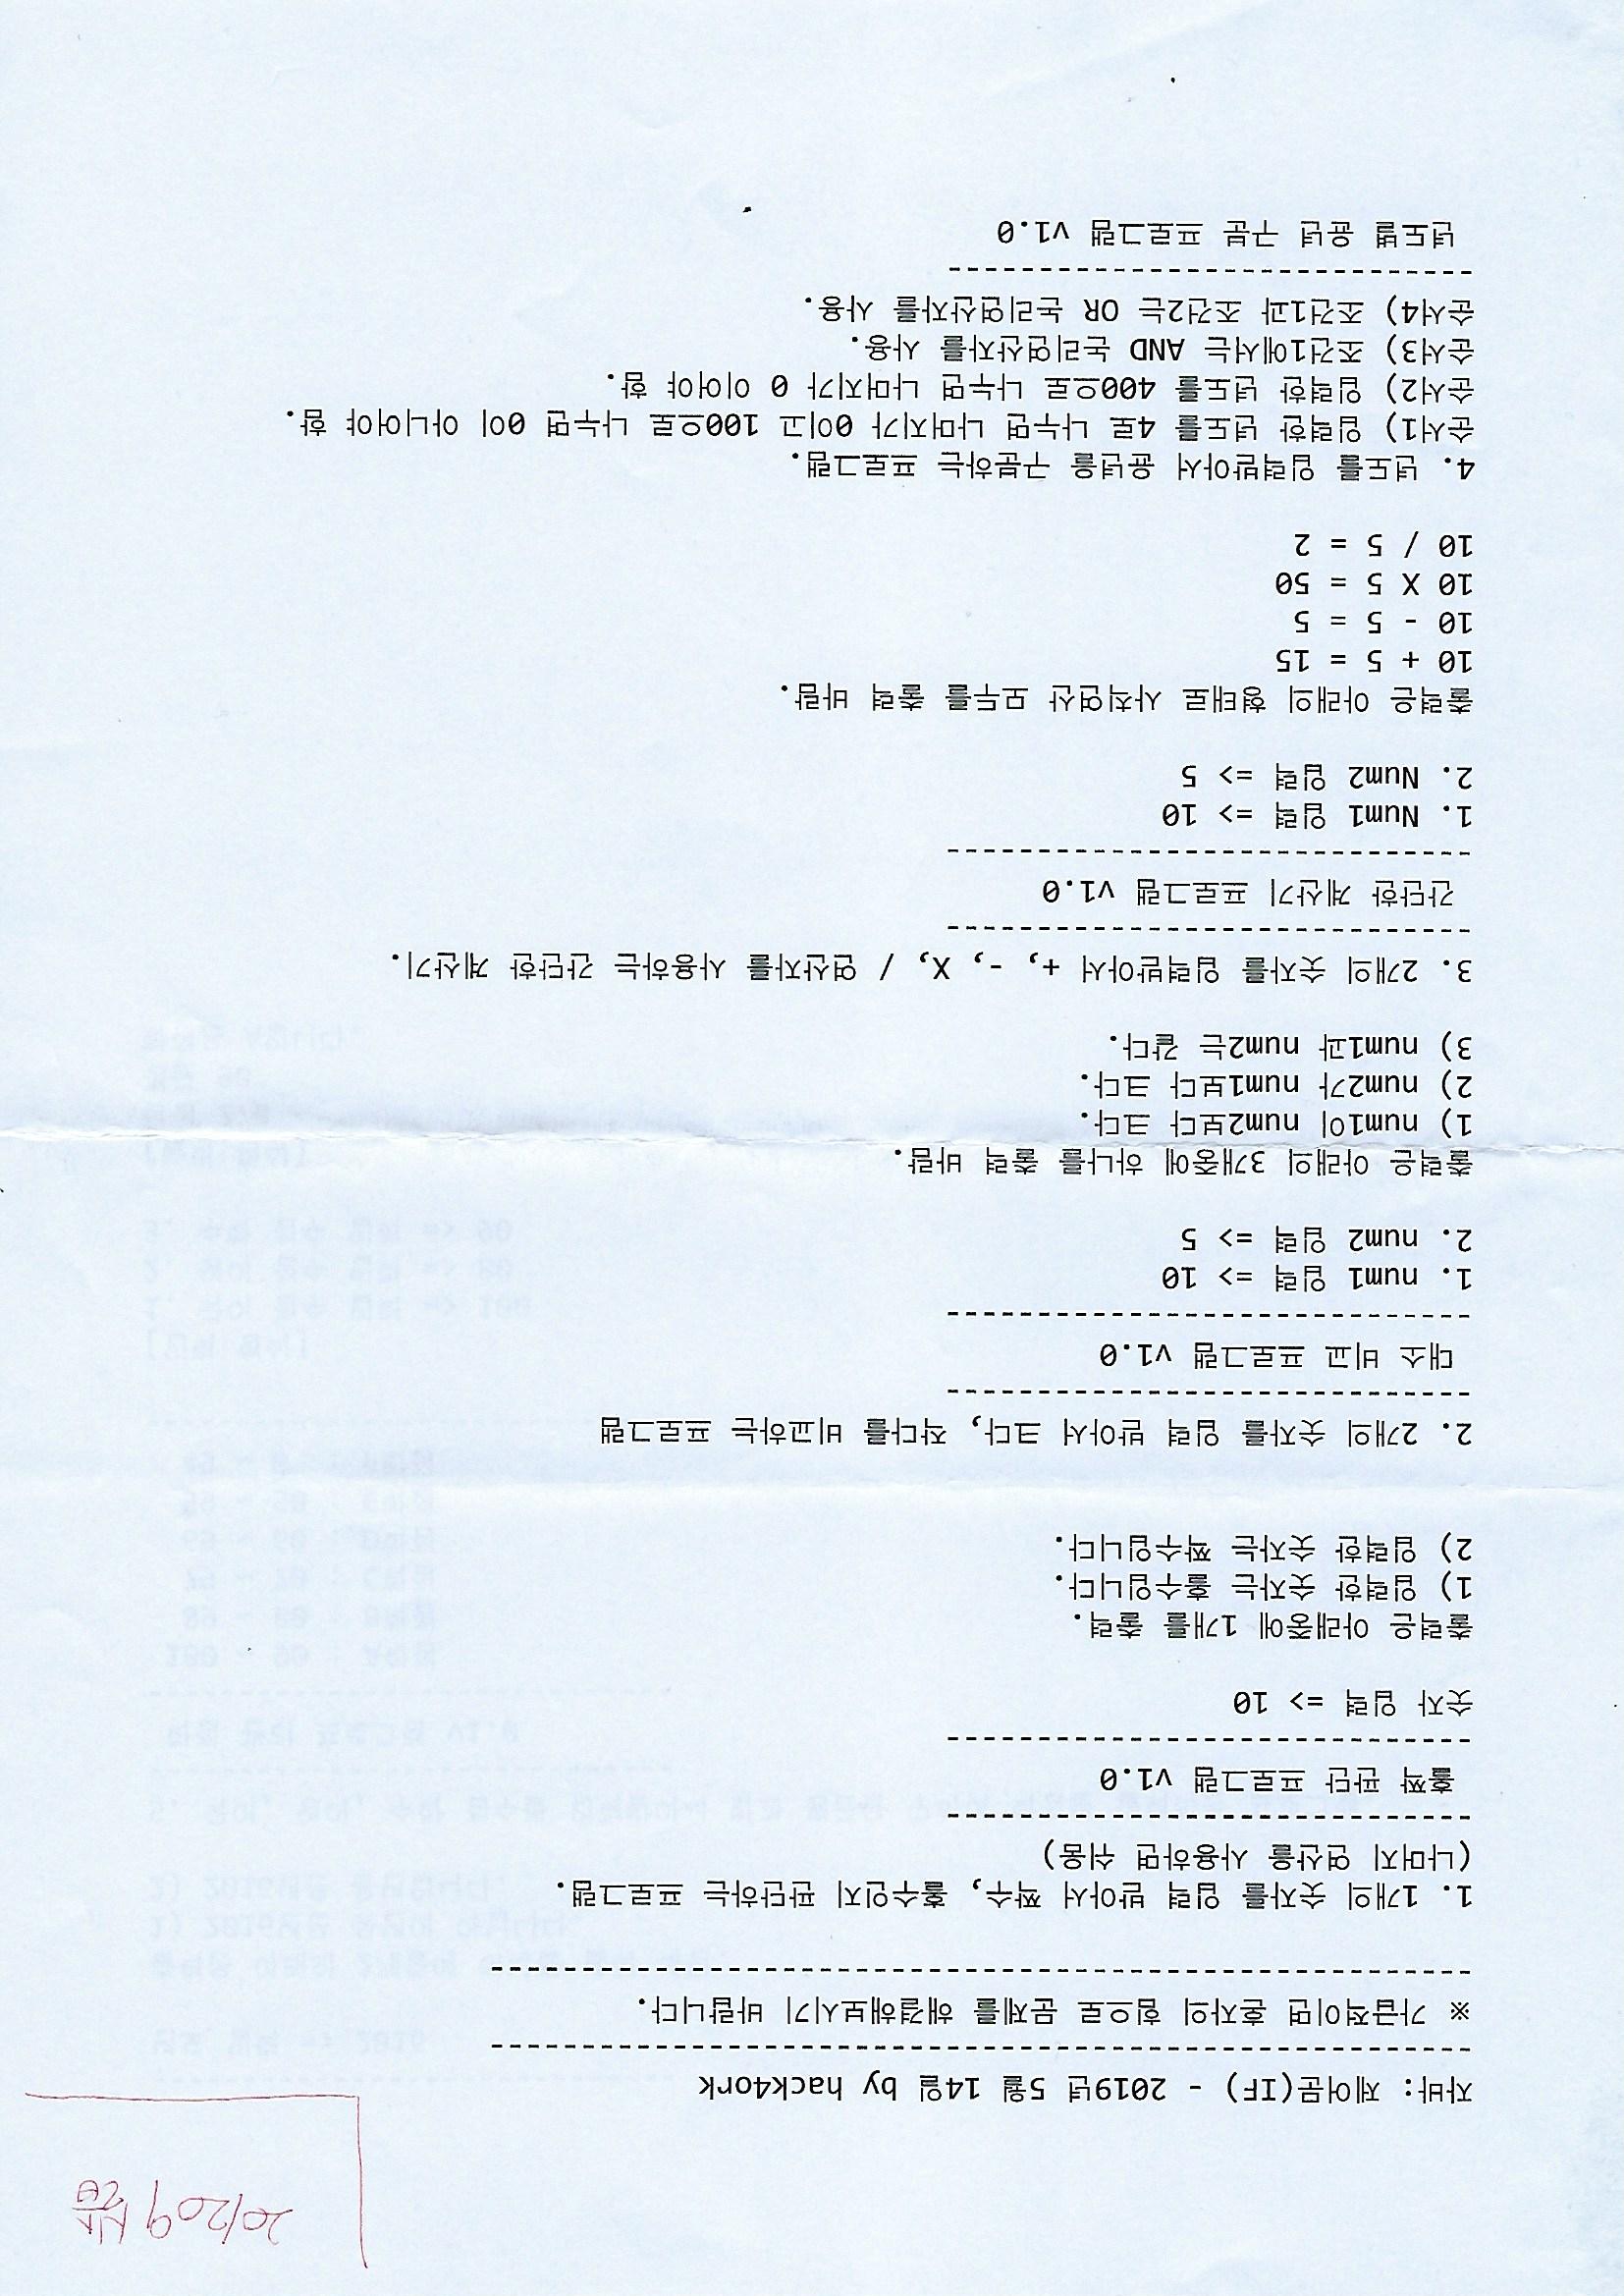 201209 실습
자바: 제어문(IF) - 2019년 5월 14일 by hack4ork
------------------------------------------------------
※ 가급적이면 혼자의 힘으로 문제를 해결해보시기 바랍니다.
------------------------------------------------------
1. 1개의 숫자를 입력 받아서 짝수, 홀수인지 판단하는 프로그램.
(나머지 연산을 사용하면 쉬움)
-----------------------------
홀짝 판단 프로그램 v1.0
-----------------------------
숫자 입력 => 10
출력은 아래중에 1개를 출력.
1) 입력한 숫자는 홀수입니다.
2) 입력한 숫자는 짝수입니다.
2. 2개의 숫자를 입력 받아서 크다, 작다를 비교하는 프로그램
-----------------------------
대소 비교 프로그램 v1.0
-----------------------------
1. num1 입력 => 10
2. num2 입력 => 5
출력은 아래의 3개중에 하나를 출력 바람.
1) num1이 num2보다 크다.
2) num2가 num1보다 크다.
3) num1과 num2는 같다.
3. 2개의 숫자를 입력받아서 +, -, X, / 연산자를 사용하는 간단한 계산기.
-----------------------------
간단한 계산기 프로그램 v1.0
-----------------------------
1. Num1 입력 => 10
2. Num2 입력 => 5
출력은 아래의 형태로 사칙연산 모두를 출력 바람.
10 + 5 = 15
10 - 5 = 5
10 X 5 = 50
10 / 5 = 2
4. 년도를 입력받아서 윤년을 구분하는 프로그램.
순서1) 입력한 년도를 4로 나누면 나머지가 0이고 100으로 나누면 0이 아니어야 함.
순서2) 입력한 년도를 400으로 나누면 나머지가 0 이어야 함.
순서3) 조건1에서는 AND 논리연산자를 사용.
순서4) 조건1과 조건2는 OR 논리연산자를 사용.
-----------------------------
년도별 윤년 구분 프로그램 v1.0